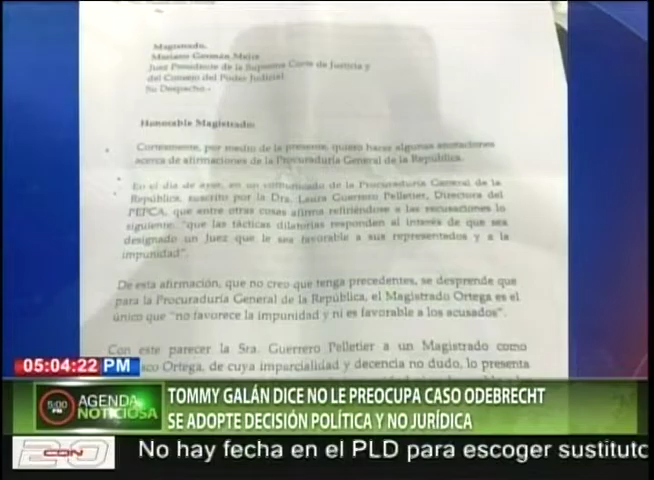 Magistrado.
Mariano Germán Mejía
Juez Presidente de la Suprema Corte de Justicia y
del Consejo del Poder Judicial
Su Despacho.-
Honorable Magistrado:
Cortesmente, por medio de la presente, quiero hacer algunas anotaciones
acerca de afirmaciones de la Procuraduría General de la República.
En el día de ayer, en un comunicado de la Procuraduría General de la
República, suscrito por la Dra. Laura Guerrero Pelletier, Directora del
PEPCA, que entre otras cosas afirma refiriéndose a las recusaciones lo
siguiente: "que las tácticas dilatorias responden al interés de que sea
designado un Juez que le sea favorable a sus representados y a la
impunidad".
De esta afirmación, que no creo que tenga precedentes, se desprende que
para la Procuraduría General de la República, el Magistrado Ortega es el
único que "no favorece la impunidad y ni es favorable a los acusados".
Con este parecer la Sra. Guerrero Pelletier a un Magistrado como
sco Ortega, de cuya imparcialidad y decencia no dudo, lo presenta
05:04:22 PM
5:00 PM
AGENDA NOTICIOSA
TOMMY GALÁN DICE NO LE PREOCUPA CASO ODEBRECHT
SE ADOPTE DECISIÓN POLÍTICA Y NO JURÍDICA
CDN
No hay fecha en el PLD para escoger sustituto